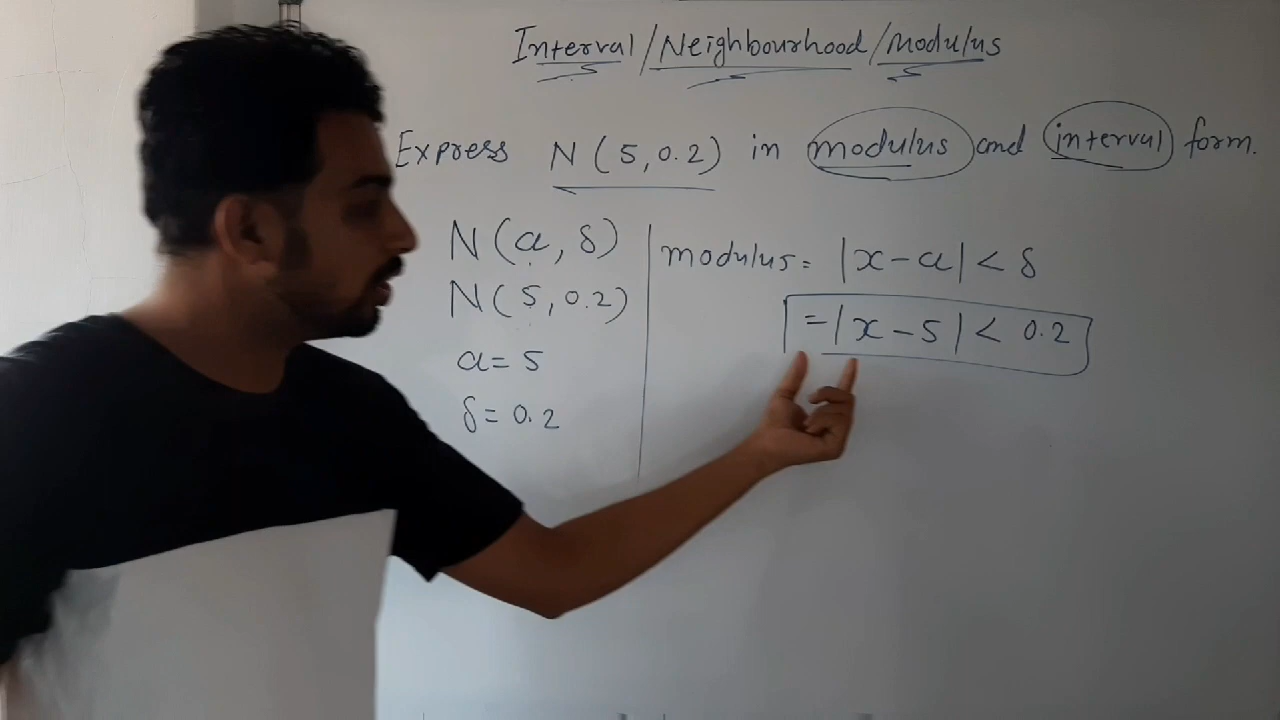 Interval/Neighbourhood/Modulus
Express N(5,0.2) in modulus and interval form.
N(a,δ)
N(5,0.2)
a=5
δ=0.2
modulus= |x-a|<δ
=|x-5|<0.2